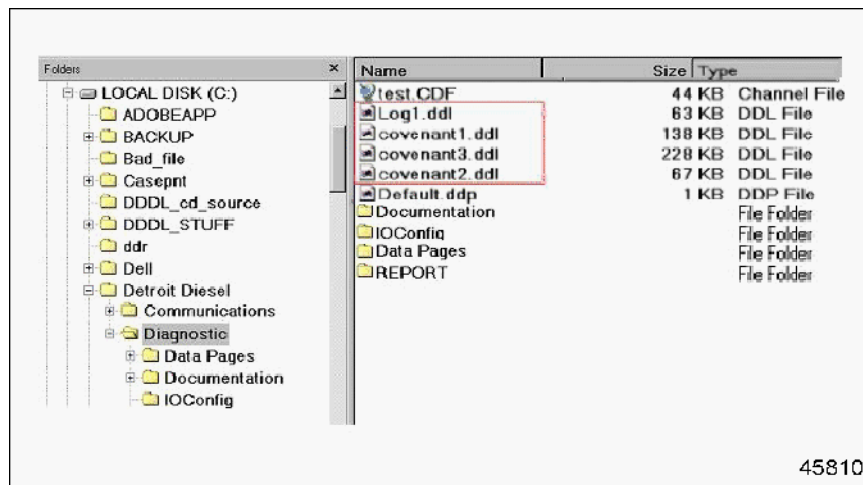 Folders ×
LOCAL DISK (C:)
ADOBEAPP
BACKUP
Bad_file
Casepnt
DDDL_cd_source
DDDL_STUFF
ddr
Dell
Detroit Diesel
Communications
Diagnostic
Data Pages
Documentation
IOConfig
Name Size Type
test.CDF 44 KB Channel File
Log1.ddl 63 KB DDL File
covenant1.ddl 138 KB DDL File
covenant3.ddl 228 KB DDL File
covenant2.ddl 67 KB DDL File
Default.ddp 1 KB DDP File
Documentation File Folder
IOConfig File Folder
Data Pages File Folder
REPORT File Folder
45810